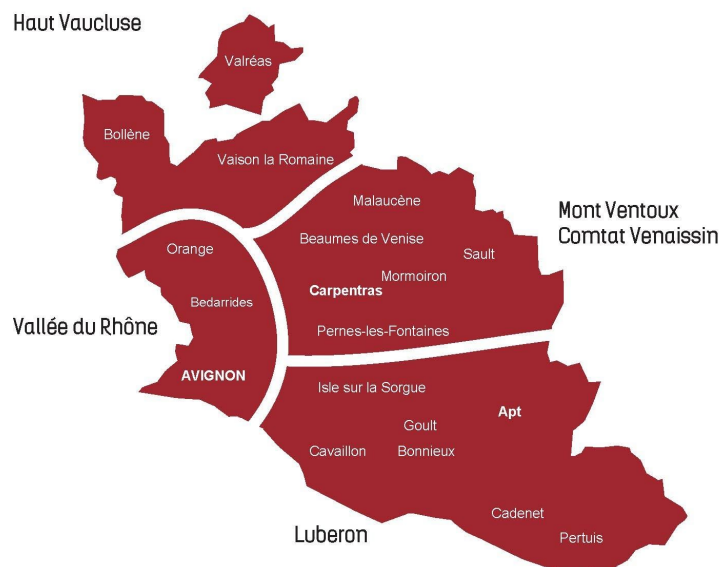 Haut Vaucluse
Valréas
Bollène
Vaison la Romaine
Malaucène
Mont Ventoux
Comtat Venaissin
Beaumes de Venise
Orange
Sault
Mormoiron
Carpentras
Bedarrides
Vallée du Rhône
Pernes-les-Fontaines
AVIGNON
Isle sur la Sorgue
Apt
Goult
Cavaillon
Bonnieux
Cadenet
Luberon
Pertuis